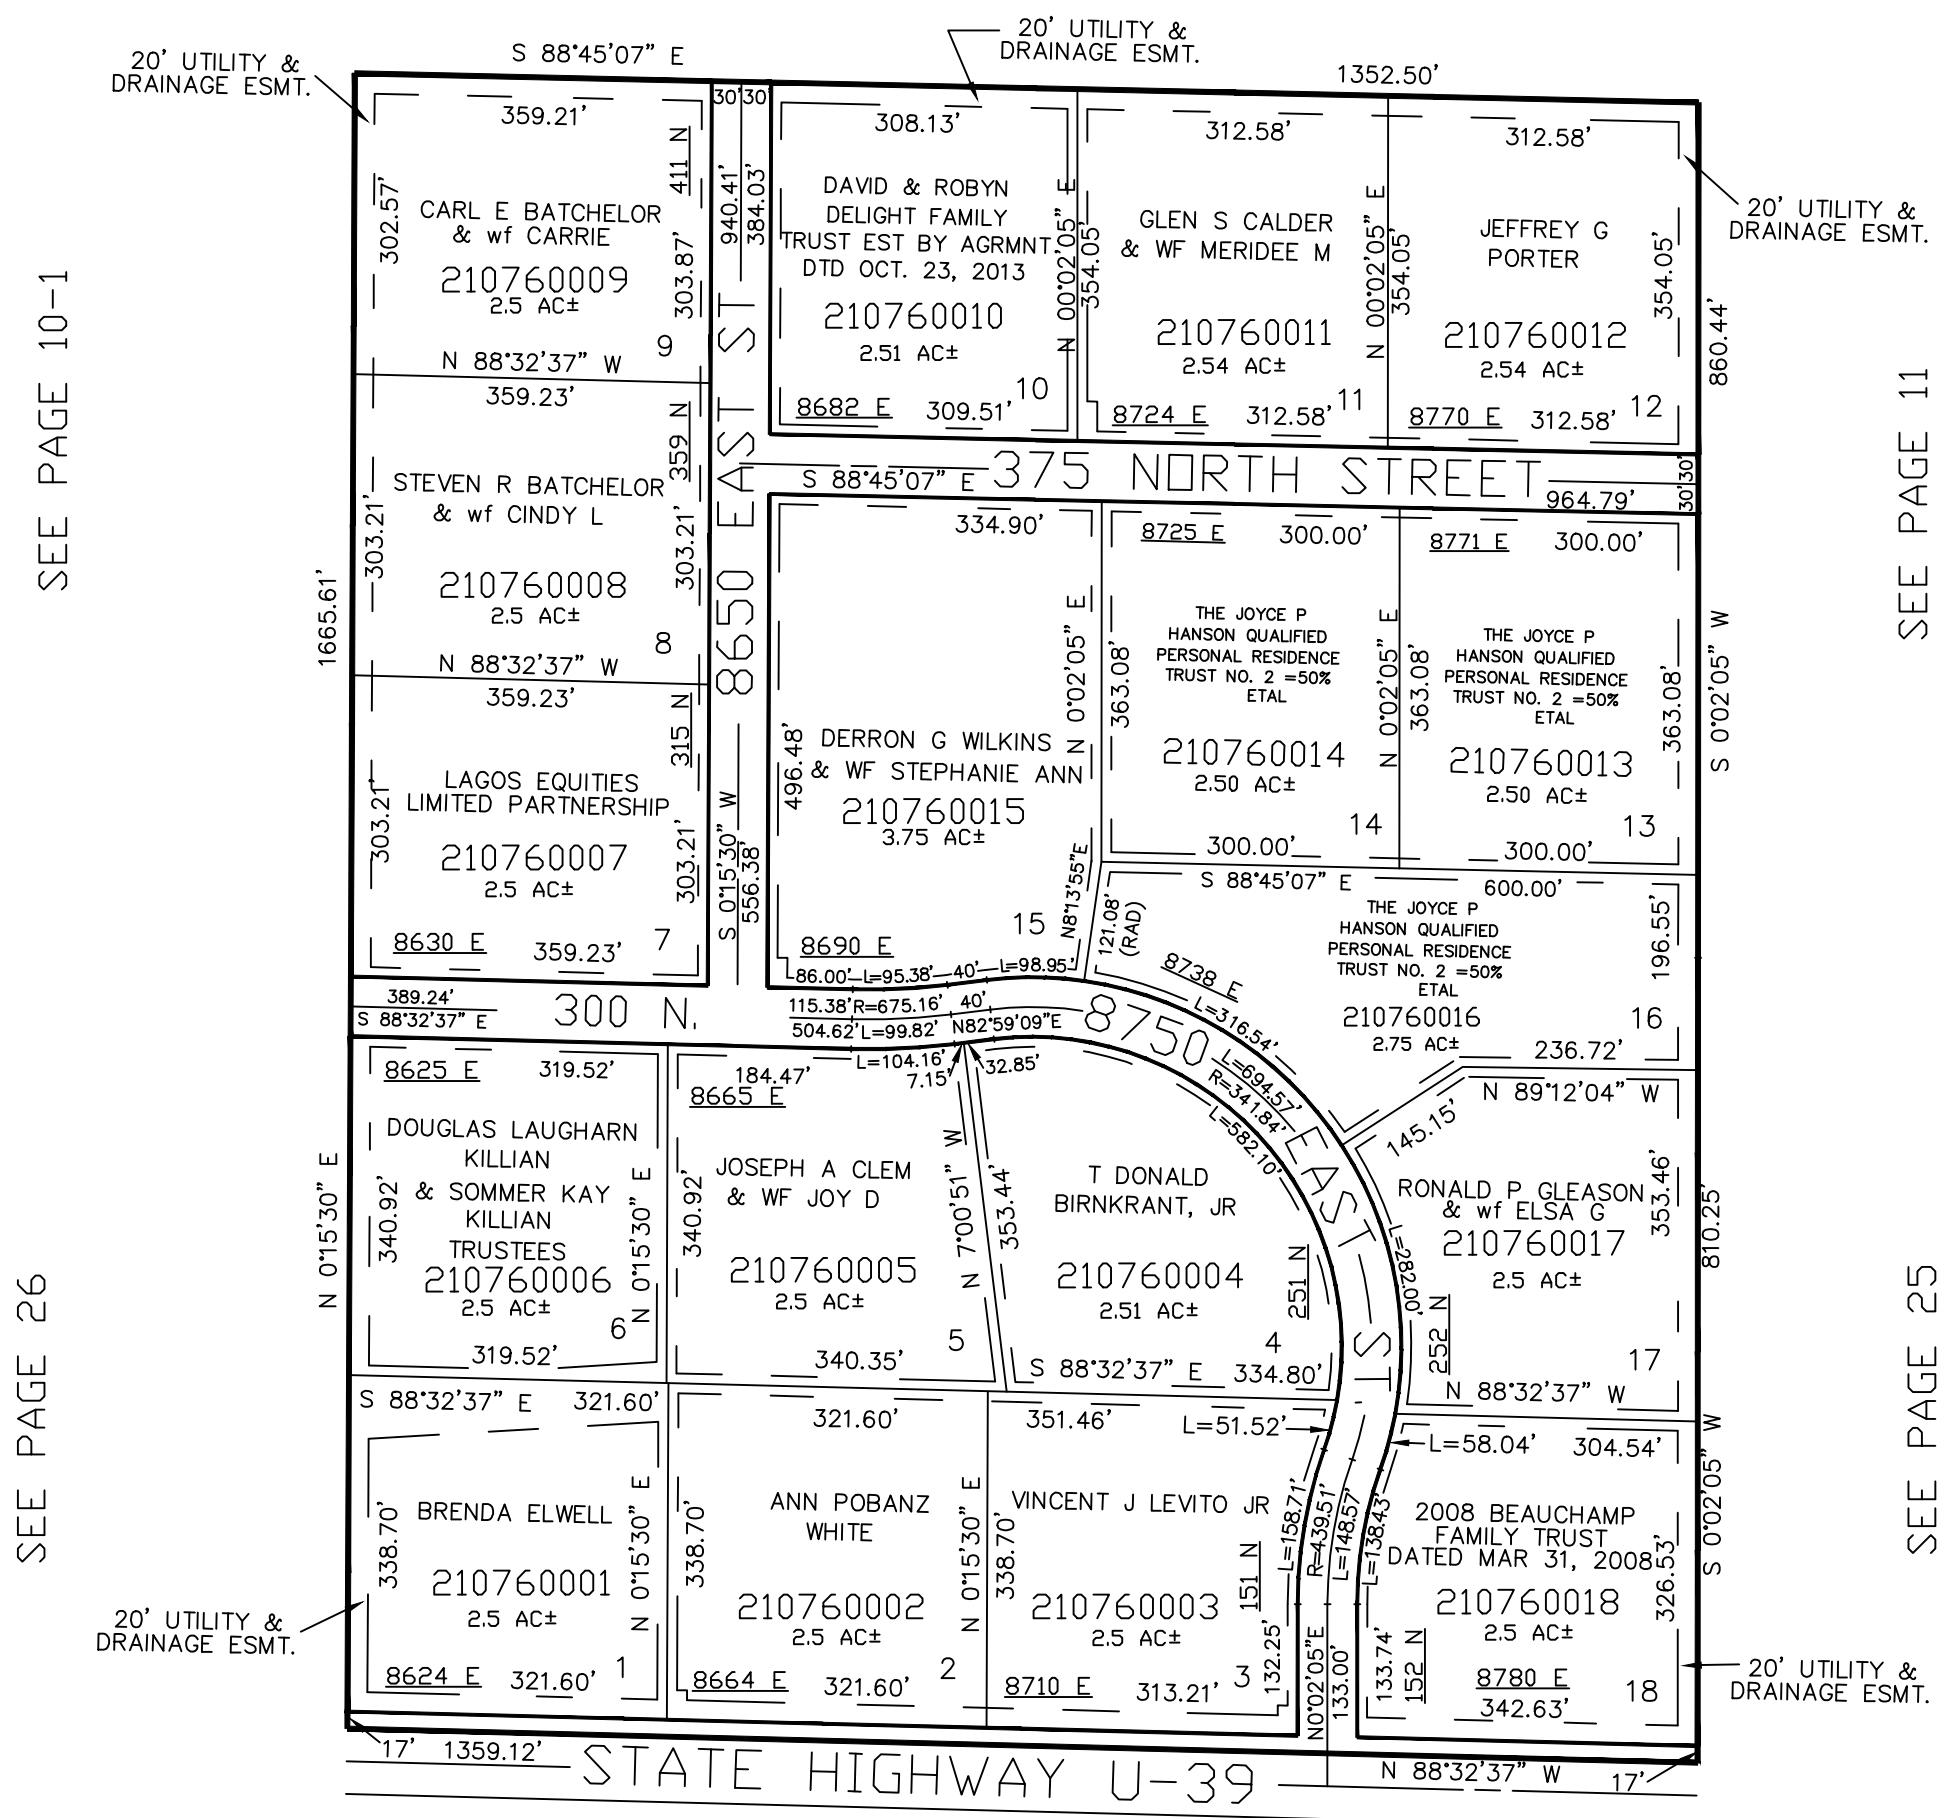 20' UTILITY &
DRAINAGE ESMT.
S 88°45'07" E
20' UTILITY &
DRAINAGE ESMT.
1352.50'
359.21'
30' 30'
308.13'
312.58'
312.58'
20' UTILITY &
DRAINAGE ESMT.
302.57'
CARL E BATCHELOR
& wf CARRIE
210760009
2.5 AC±
411 N
303.87'
9
N 88°32'37" W
940.41'
384.03'
DAVID & ROBYN
DELIGHT FAMILY
TRUST EST BY AGRMNT
DTD OCT. 23, 2013
210760010
2.51 AC±
10
8682 E
309.51'
N 00°02'05" E
354.05'
GLEN S CALDER
& WF MERIDEE M
210760011
2.54 AC±
11
8724 E
312.58'
N 00°02'05" E
354.05'
JEFFREY G
PORTER
210760012
2.54 AC±
12
8770 E
312.58'
354.05'
860.44'
SEE PAGE 10-1
SEE PAGE 11
359.23'
359 N
STEVEN R BATCHELOR
& wf CINDY L
303.21'
303.21'
210760008
2.5 AC±
8
N 88°32'37" W
1665.61'
8650 EAST ST
S 88°45'07" E
375 NORTH STREET
964.79'
30' 30'
359.23'
315 N
LAGOS EQUITIES
LIMITED PARTNERSHIP
303.21'
303.21'
210760007
2.5 AC±
8630 E
359.23'
7
S 0°15'30" W
556.38'
334.90'
496.48'
DERRON G WILKINS
& WF STEPHANIE ANN
210760015
3.75 AC±
15
8690 E
N 0°02'05" E
N8°13'55"E
8725 E
300.00'
THE JOYCE P
HANSON QUALIFIED
PERSONAL RESIDENCE
TRUST NO. 2 =50%
ETAL
363.08'
210760014
2.50 AC±
14
300.00'
N 0°02'05" E
8771 E
300.00'
THE JOYCE P
HANSON QUALIFIED
PERSONAL RESIDENCE
TRUST NO. 2 =50%
ETAL
363.08'
363.08'
210760013
2.50 AC±
13
300.00'
S 0°02'05" W
S 88°45'07" E
600.00'
121.08'
(RAD)
8738 E
THE JOYCE P
HANSON QUALIFIED
PERSONAL RESIDENCE
TRUST NO. 2 =50%
ETAL
210760016
2.75 AC±
16
196.55'
236.72'
389.24'
S 88°32'37" E
300 N.
86.00'
L=95.38'
40'
L=98.95'
115.38'
R=675.16'
40'
504.62'
L=99.82'
N82°59'09"E
L=104.16'
7.15'
32.85'
L=316.54'
8750 EAST ST
L=694.57'
R=341.84'
L=582.10'
8625 E
319.52'
DOUGLAS LAUGHARN
KILLIAN
& SOMMER KAY
KILLIAN
TRUSTEES
210760006
2.5 AC±
6
340.92'
319.52'
N 0°15'30" E
N 0°15'30" E
184.47'
8665 E
JOSEPH A CLEM
& WF JOY D
340.92'
210760005
2.5 AC±
5
340.35'
N 7°00'51" W
353.44'
T DONALD
BIRNKRANT, JR
210760004
2.51 AC±
251 N
4
S 88°32'37" E
334.80'
N 89°12'04" W
145.15'
RONALD P GLEASON
& wf ELSA G
210760017
2.5 AC±
353.46'
L=282.00'
252 N
17
N 88°32'37" W
810.25'
SEE PAGE 26
SEE PAGE 25
S 88°32'37" E
321.60'
BRENDA ELWELL
338.70'
210760001
2.5 AC±
N 0°15'30" E
8624 E
321.60'
1
20' UTILITY &
DRAINAGE ESMT.
321.60'
ANN POBANZ
WHITE
338.70'
210760002
2.5 AC±
N 0°15'30" E
8664 E
321.60'
2
351.46'
L=51.52'
VINCENT J LEVITO JR
338.70'
210760003
2.5 AC±
151 N
132.25'
8710 E
313.21'
3
L=158.71'
R=439.51'
L=148.57'
L=138.43'
N0°02'05"E
133.00'
L=58.04'
304.54'
2008 BEAUCHAMP
FAMILY TRUST
DATED MAR 31, 2008
210760018
2.5 AC±
326.53'
133.74'
152 N
8780 E
342.63'
18
S 0°02'05" W
20' UTILITY &
DRAINAGE ESMT.
17'
1359.12'
STATE HIGHWAY U-39
N 88°32'37" W
17'